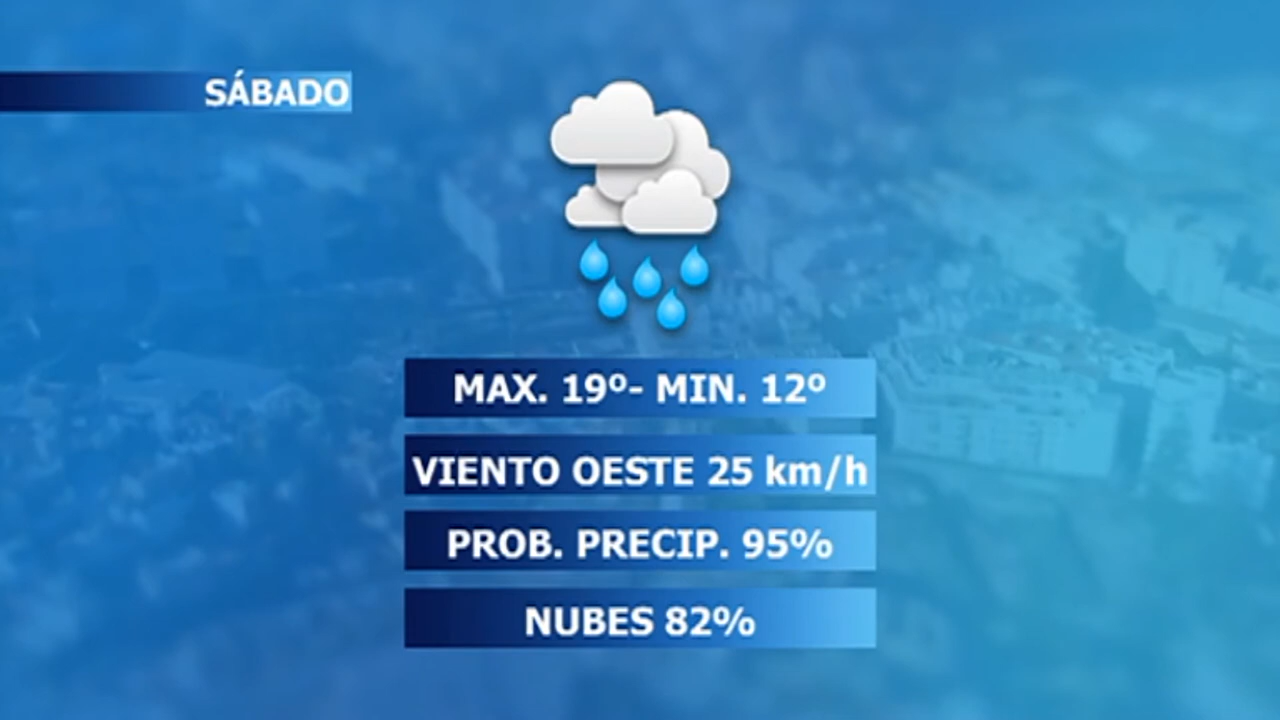 SÁBADO
MAX. 19º- MIN. 12º
VIENTO OESTE 25 km/h
PROB. PRECIP. 95%
NUBES 82%